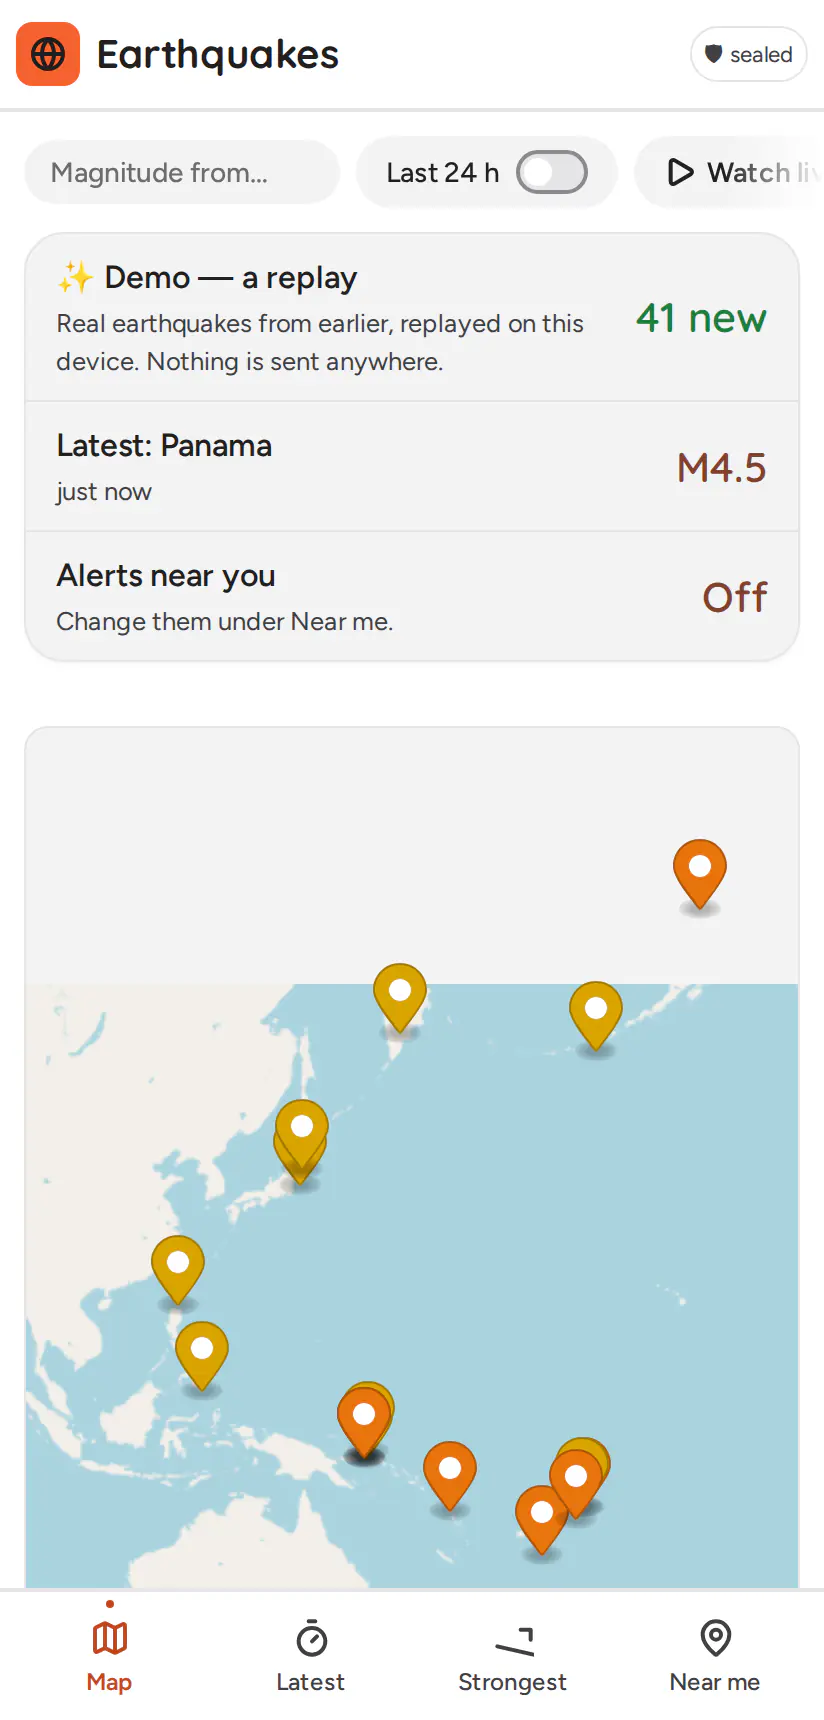 Earthquakes
sealed
Magnitude from...
Last 24 h
Watch liv
✨ Demo — a replay
Real earthquakes from earlier, replayed on this
device. Nothing is sent anywhere.
41 new
Latest: Panama
just now
M4.5
Alerts near you
Change them under Near me.
Off
Map
Latest
Strongest
Near me